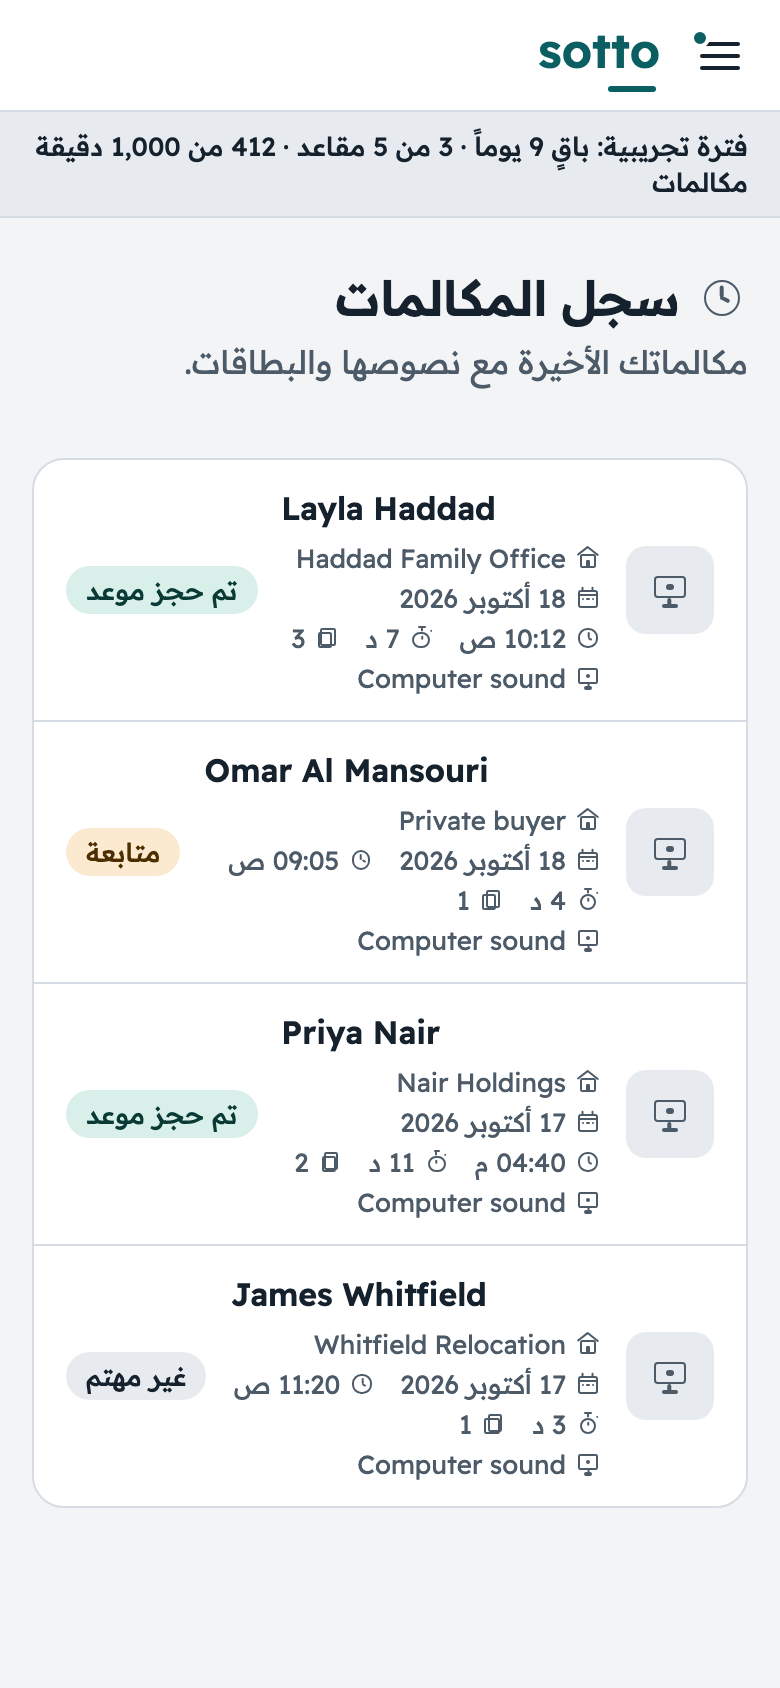 sotto
فترة تجريبية: باقٍ 9 يوماً · 3 من 5 مقاعد · 412 من 1,000 دقيقة
مكالمات
سجل المكالمات
مكالماتك الأخيرة مع نصوصها والبطاقات.
Layla Haddad
Haddad Family Office
18 أكتوبر 2026
10:12 ص 7 د 3
Computer sound
تم حجز موعد
Omar Al Mansouri
Private buyer
18 أكتوبر 2026 09:05 ص
4 د 1
Computer sound
متابعة
Priya Nair
Nair Holdings
17 أكتوبر 2026
04:40 م 11 د 2
Computer sound
تم حجز موعد
James Whitfield
Whitfield Relocation
17 أكتوبر 2026 11:20 ص
3 د 1
Computer sound
غير مهتم